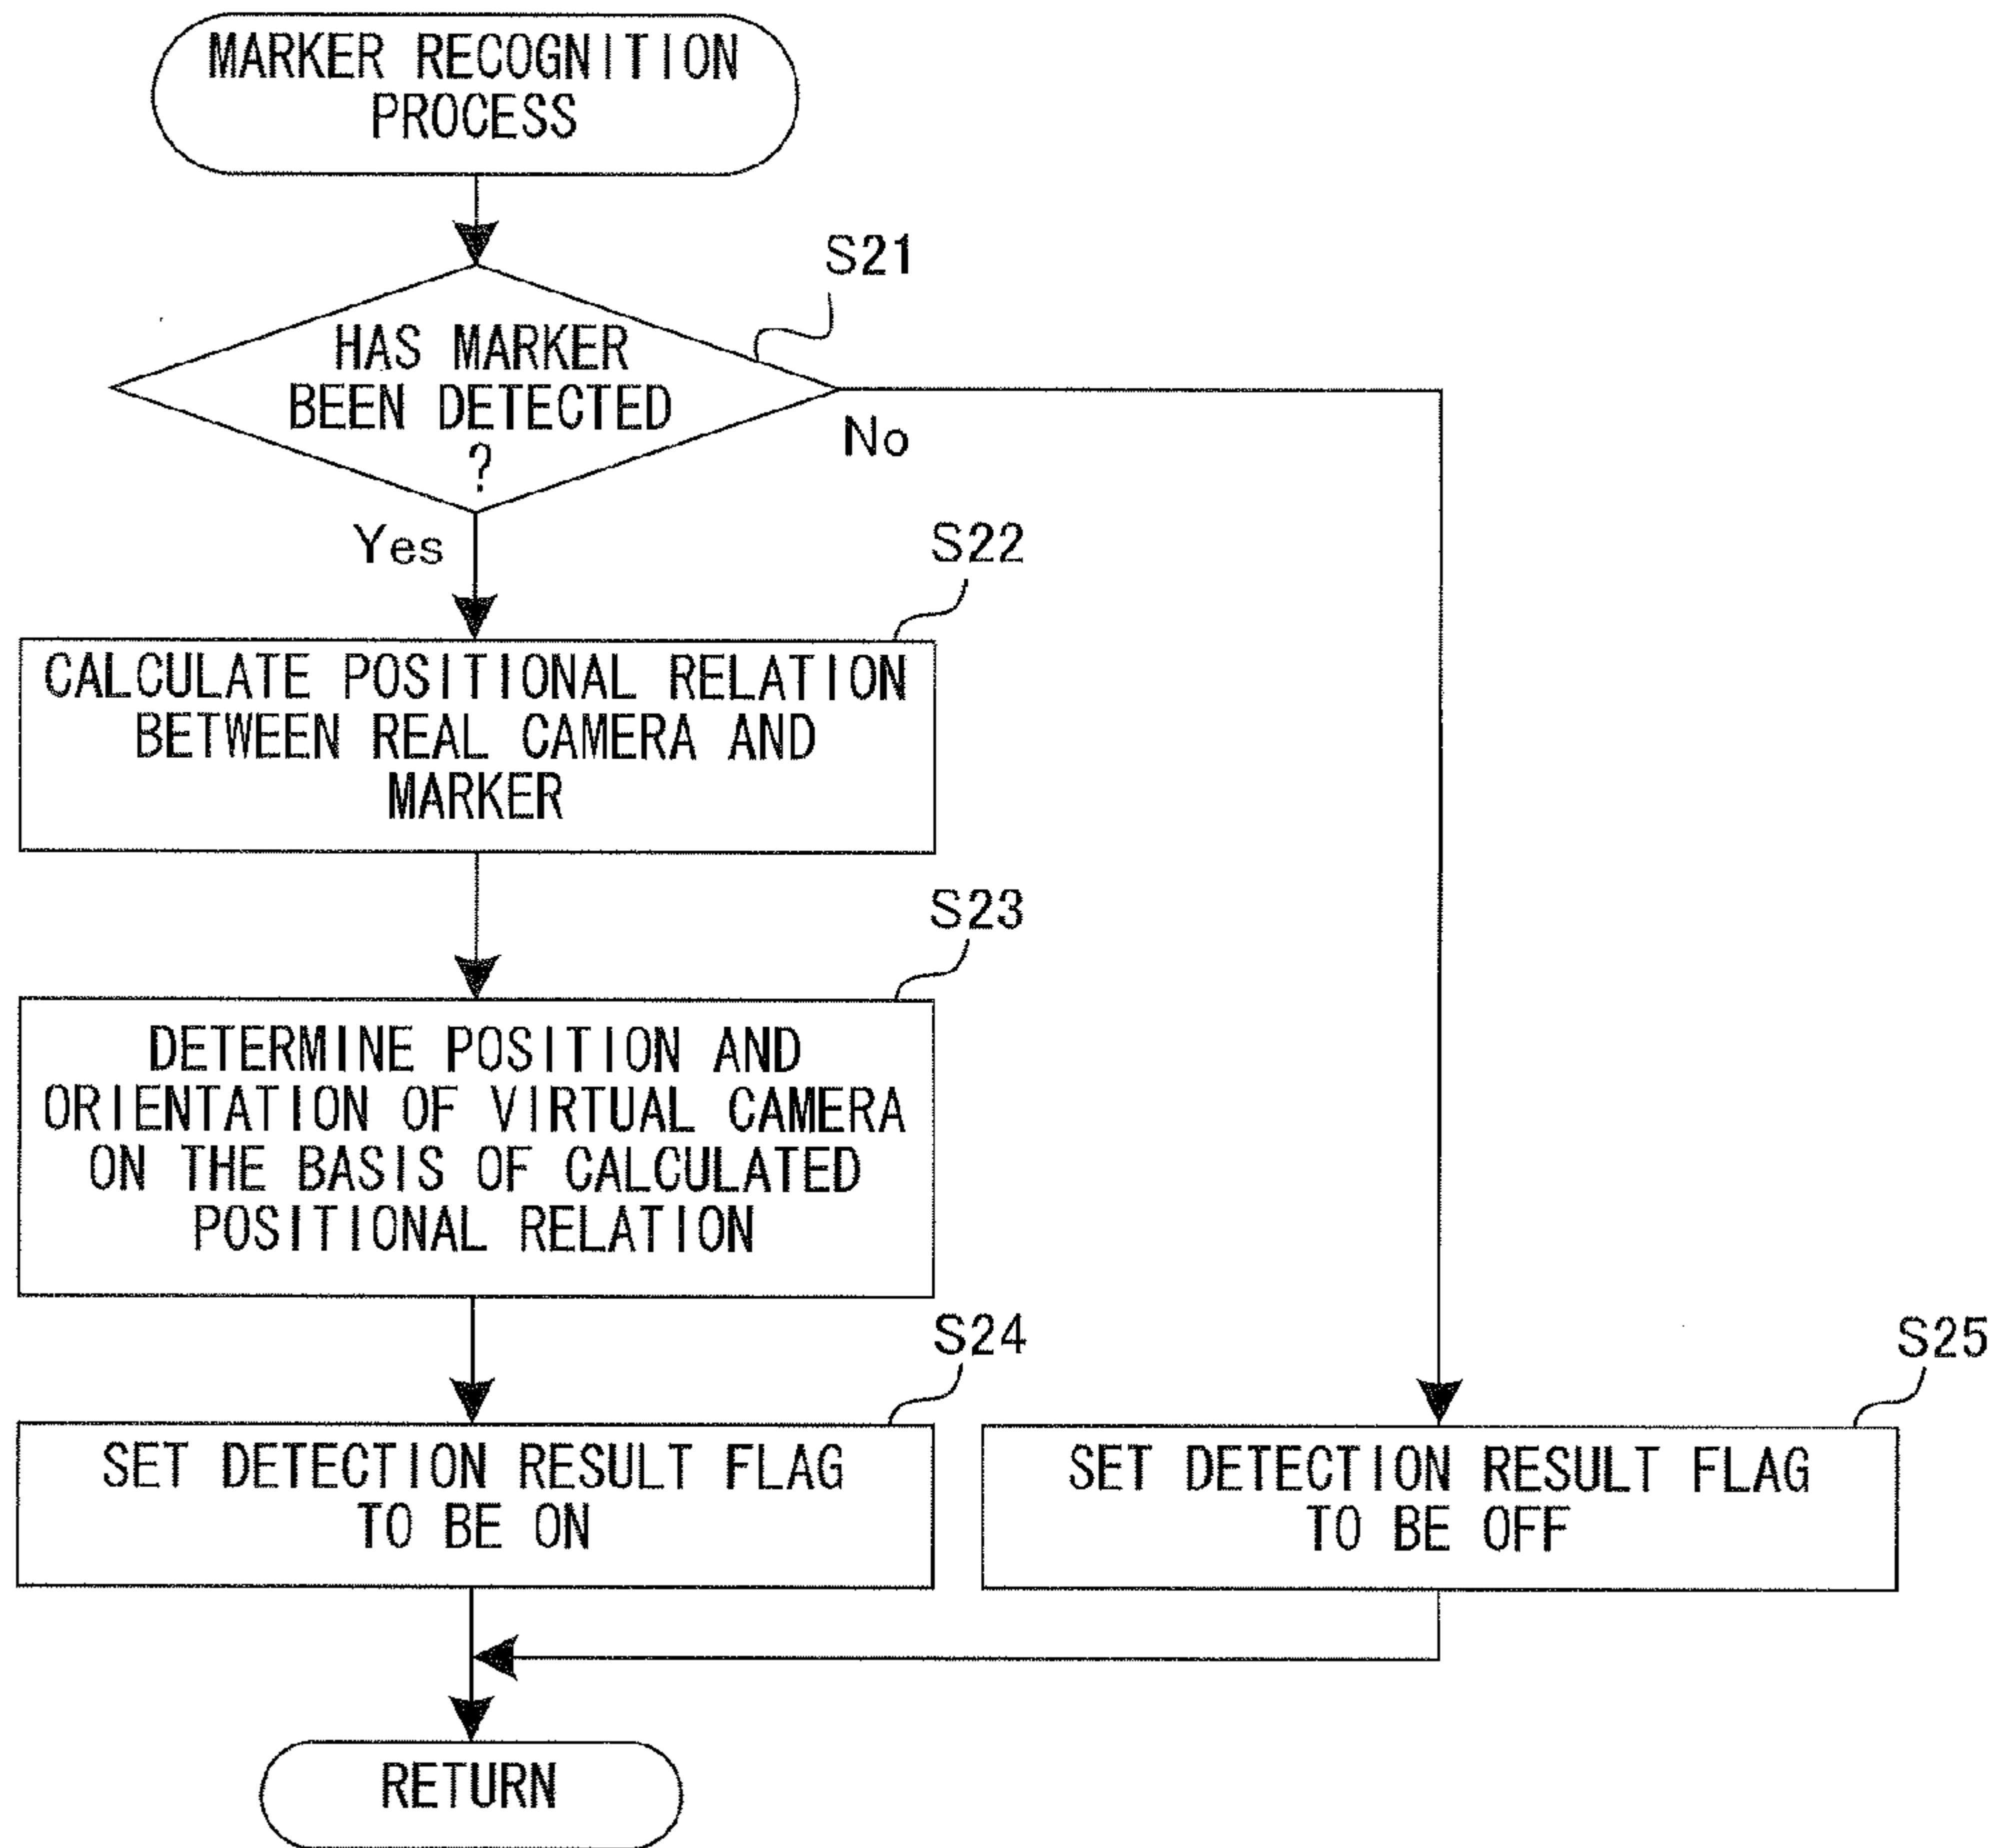 MARKER RECOGNITION
PROCESS
S21
HAS MARKER
BEEN DETECTED
?
No
Yes
S22
CALCULATE POSITIONAL RELATION
BETWEEN REAL CAMERA AND
MARKER
S23
DETERMINE POSITION AND
ORIENTATION OF VIRTUAL CAMERA
ON THE BASIS OF CALCULATED
POSITIONAL RELATION
S24
SET DETECTION RESULT FLAG
TO BE ON
S25
SET DETECTION RESULT FLAG
TO BE OFF
RETURN